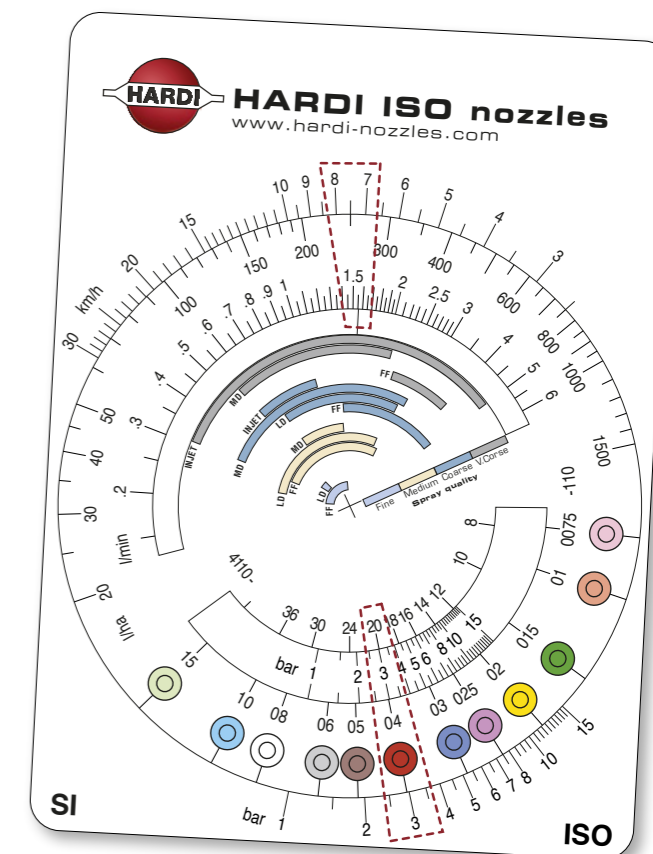 HARDI
HARDI ISO nozzles
www.hardi-nozzles.com
km/h 30 20 15 10 9 8 7 6 5 4 3
l/ha 20 30 40 50 100 150 200 300 400 600 800 1000 1500
l/min .2 .3 .4 .5 .6 .7 .8 .9 1 1.5 2 2.5 3 4 5 6
INJET
MD
FF
INJET
LD
FF
MD
MD
LD
FF
LD
FF
Fine Medium Coarse V.Corse
Spray quality
4110- 36 30 24 20 18 16 14 12 10 8
-110
bar 1 2 3 4 5 6 8 10 15
15 10 08 06 05 04 03 025 02 015 01 0075
bar 1 2 3 4 5 6 7 8 10 15
SI
ISO